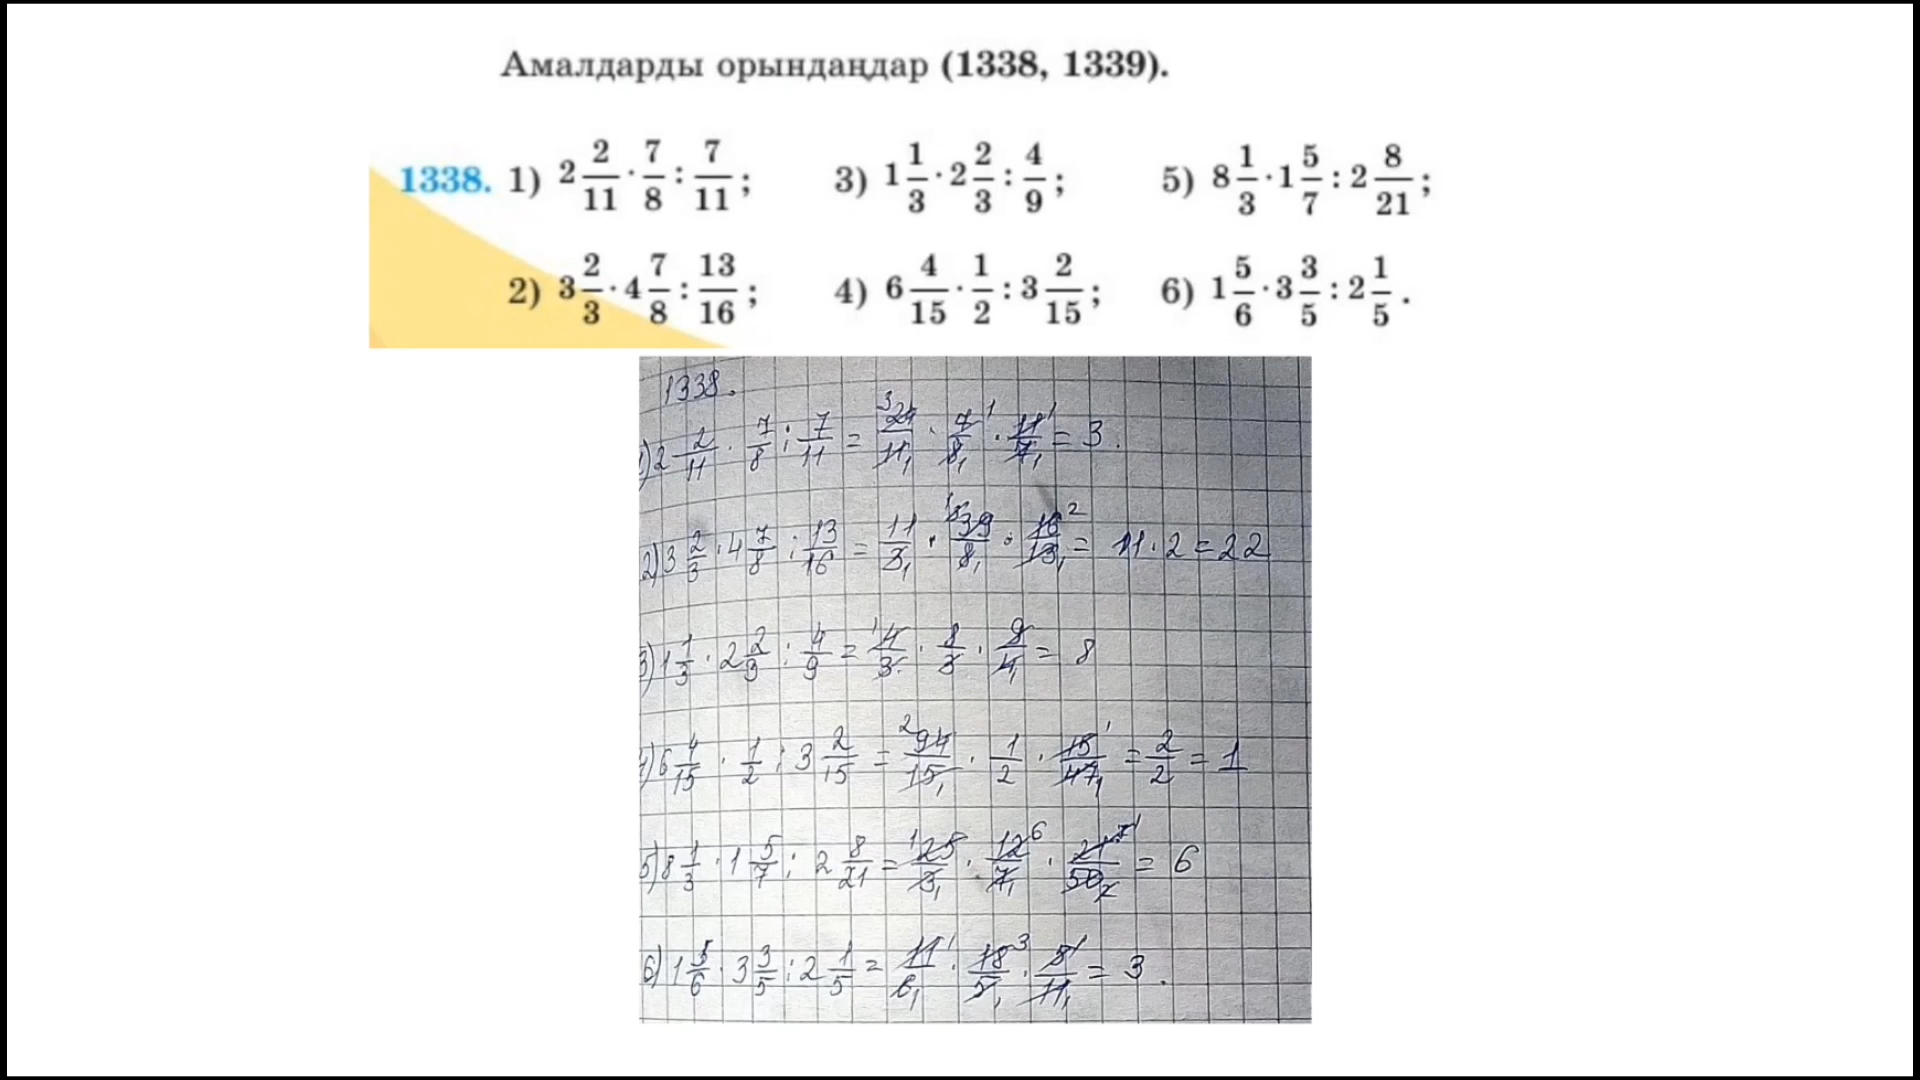 Амалдарды орындаңдар (1338, 1339).
1338. 1) 2 2/11 · 7/8 : 7/11; 3) 1 1/3 · 2 2/3 : 4/9; 5) 8 1/3 · 1 5/7 : 2 8/21;
2) 3 2/3 · 4 7/8 : 13/16; 4) 6 4/15 · 1/2 : 3 2/15; 6) 1 5/6 · 3 3/5 : 2 1/5.
1338.
1) 2 2/11 · 7/8 : 7/11 = 24/11 · 7/8 · 11/7 = 3.
2) 3 2/3 · 4 7/8 : 13/16 = 11/3 · 39/8 · 16/13 = 11 · 2 = 22
3) 1 1/3 · 2 2/3 : 4/9 = 4/3 · 8/3 · 9/4 = 8
4) 6 4/15 · 1/2 : 3 2/15 = 94/15 · 1/2 · 15/47 = 2/2 = 1
5) 8 1/3 · 1 5/7 : 2 8/21 = 25/3 · 12/7 · 21/50 = 6
6) 1 5/6 · 3 3/5 : 2 1/5 = 11/6 · 18/5 · 5/11 = 3.